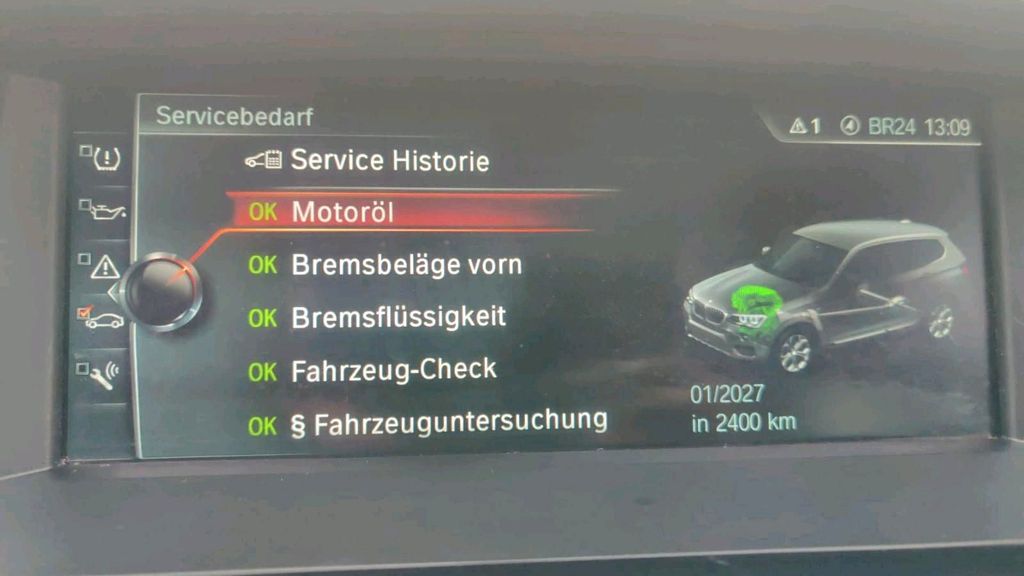 Servicebedarf
1 BR24 13:09
Service Historie
OK Motoröl
OK Bremsbeläge vorn
OK Bremsflüssigkeit
OK Fahrzeug-Check
OK § Fahrzeuguntersuchung
01/2027
in 2400 km